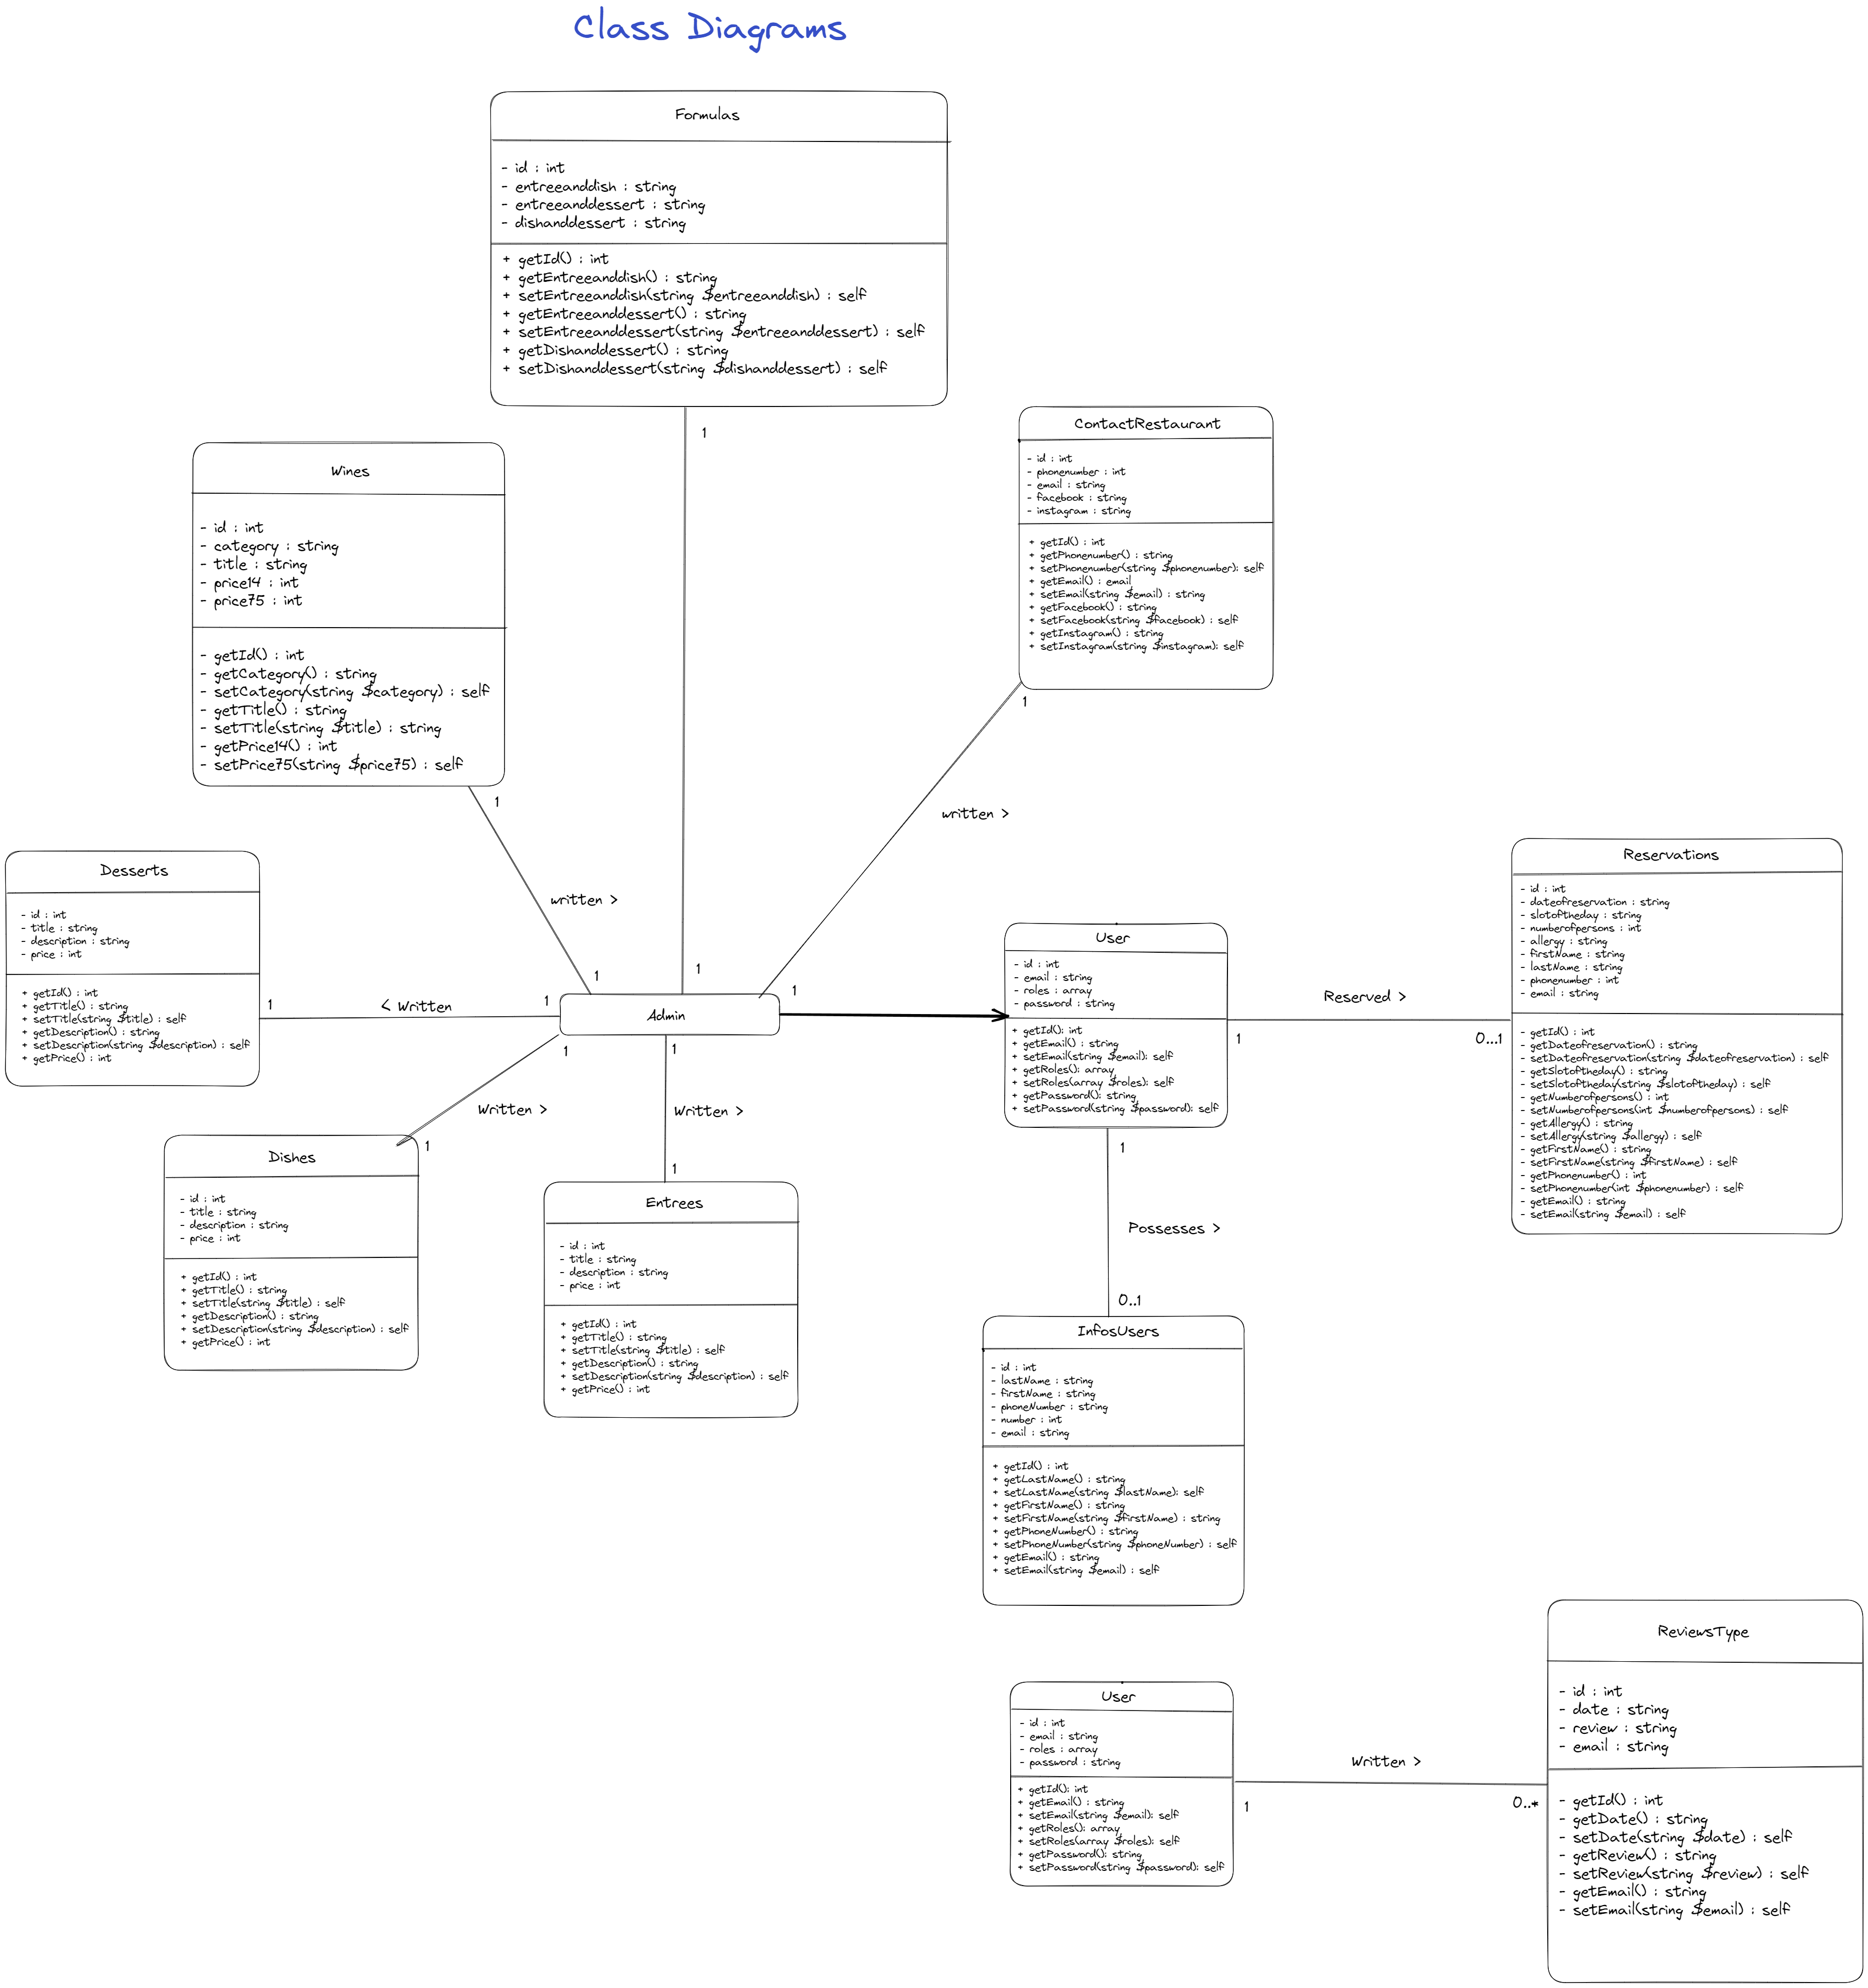 Class Diagrams
Formulas
- id : int
- entreeanddish : string
- entreeanddessert : string
- dishanddessert : string
+ getId() : int
+ getEntreeanddish() : string
+ setEntreeanddish(string $entreeanddish) : self
+ getEntreeanddessert() : string
+ setEntreeanddessert(string $entreeanddessert) : self
+ getDishanddessert() : string
+ setDishanddessert(string $dishanddessert) : self
1
ContactRestaurant
- id : int
- phonenumber : int
- email : string
- facebook : string
- instagram : string
+ getId() : int
+ getPhonenumber() : string
+ setPhonenumber(string $phonenumber): self
+ getEmail() : email
+ setEmail(string $email) : string
+ getFacebook() : string
+ setFacebook(string $facebook) : self
+ getInstagram() : string
+ setInstagram(string $instagram): self
1
written >
Wines
- id : int
- category : string
- title : string
- price14 : int
- price75 : int
- getId() : int
- getCategory() : string
- setCategory(string $category) : self
- getTitle() : string
- setTitle(string $title) : string
- getPrice14() : int
- setPrice75(string $price75) : self
1
written >
1
1
1
Desserts
- id : int
- title : string
- description : string
- price : int
+ getId() : int
+ getTitle() : string
+ setTitle(string $title) : self
+ getDescription() : string
+ setDescription(string $description) : self
+ getPrice() : int
1
< Written
1
Admin
1
1
User
- id : int
- email : string
- roles : array
- password : string
+ getId(): int
+ getEmail() : string
+ setEmail(string $email): self
+ getRoles(): array
+ setRoles(array $roles): self
+ getPassword(): string
+ setPassword(string $password): self
1
Reserved >
0...1
Reservations
- id : int
- dateofreservation : string
- slotoftheday : string
- numberofpersons : int
- allergy : string
- firstName : string
- lastName : string
- phonenumber : int
- email : string
- getId() : int
- getDateofreservation() : string
- setDateofreservation(string $dateofreservation) : self
- getSlotoftheday() : string
- setSlotoftheday(string $slotoftheday) : self
- getNumberofpersons() : int
- setNumberofpersons(int $numberofpersons) : self
- getAllergy() : string
- setAllergy(string $allergy) : self
- getFirstName() : string
- setFirstName(string $firstName) : self
- getPhonenumber() : int
- setPhonenumber(int $phonenumber) : self
- getEmail() : string
- setEmail(string $email) : self
Written >
1
Dishes
- id : int
- title : string
- description : string
- price : int
+ getId() : int
+ getTitle() : string
+ setTitle(string $title) : self
+ getDescription() : string
+ setDescription(string $description) : self
+ getPrice() : int
Written >
1
Entrees
- id : int
- title : string
- description : string
- price : int
+ getId() : int
+ getTitle() : string
+ setTitle(string $title) : self
+ getDescription() : string
+ setDescription(string $description) : self
+ getPrice() : int
1
Possesses >
0..1
InfosUsers
- id : int
- lastName : string
- firstName : string
- phoneNumber : string
- number : int
- email : string
+ getId() : int
+ getLastName() : string
+ setLastName(string $lastName): self
+ getFirstName() : string
+ setFirstName(string $firstName) : string
+ getPhoneNumber() : string
+ setPhoneNumber(string $phoneNumber) : self
+ getEmail() : string
+ setEmail(string $email) : self
User
- id : int
- email : string
- roles : array
- password : string
+ getId(): int
+ getEmail() : string
+ setEmail(string $email): self
+ getRoles(): array
+ setRoles(array $roles): self
+ getPassword(): string
+ setPassword(string $password): self
1
Written >
0..*
ReviewsType
- id : int
- date : string
- review : string
- email : string
- getId() : int
- getDate() : string
- setDate(string $date) : self
- getReview() : string
- setReview(string $review) : self
- getEmail() : string
- setEmail(string $email) : self